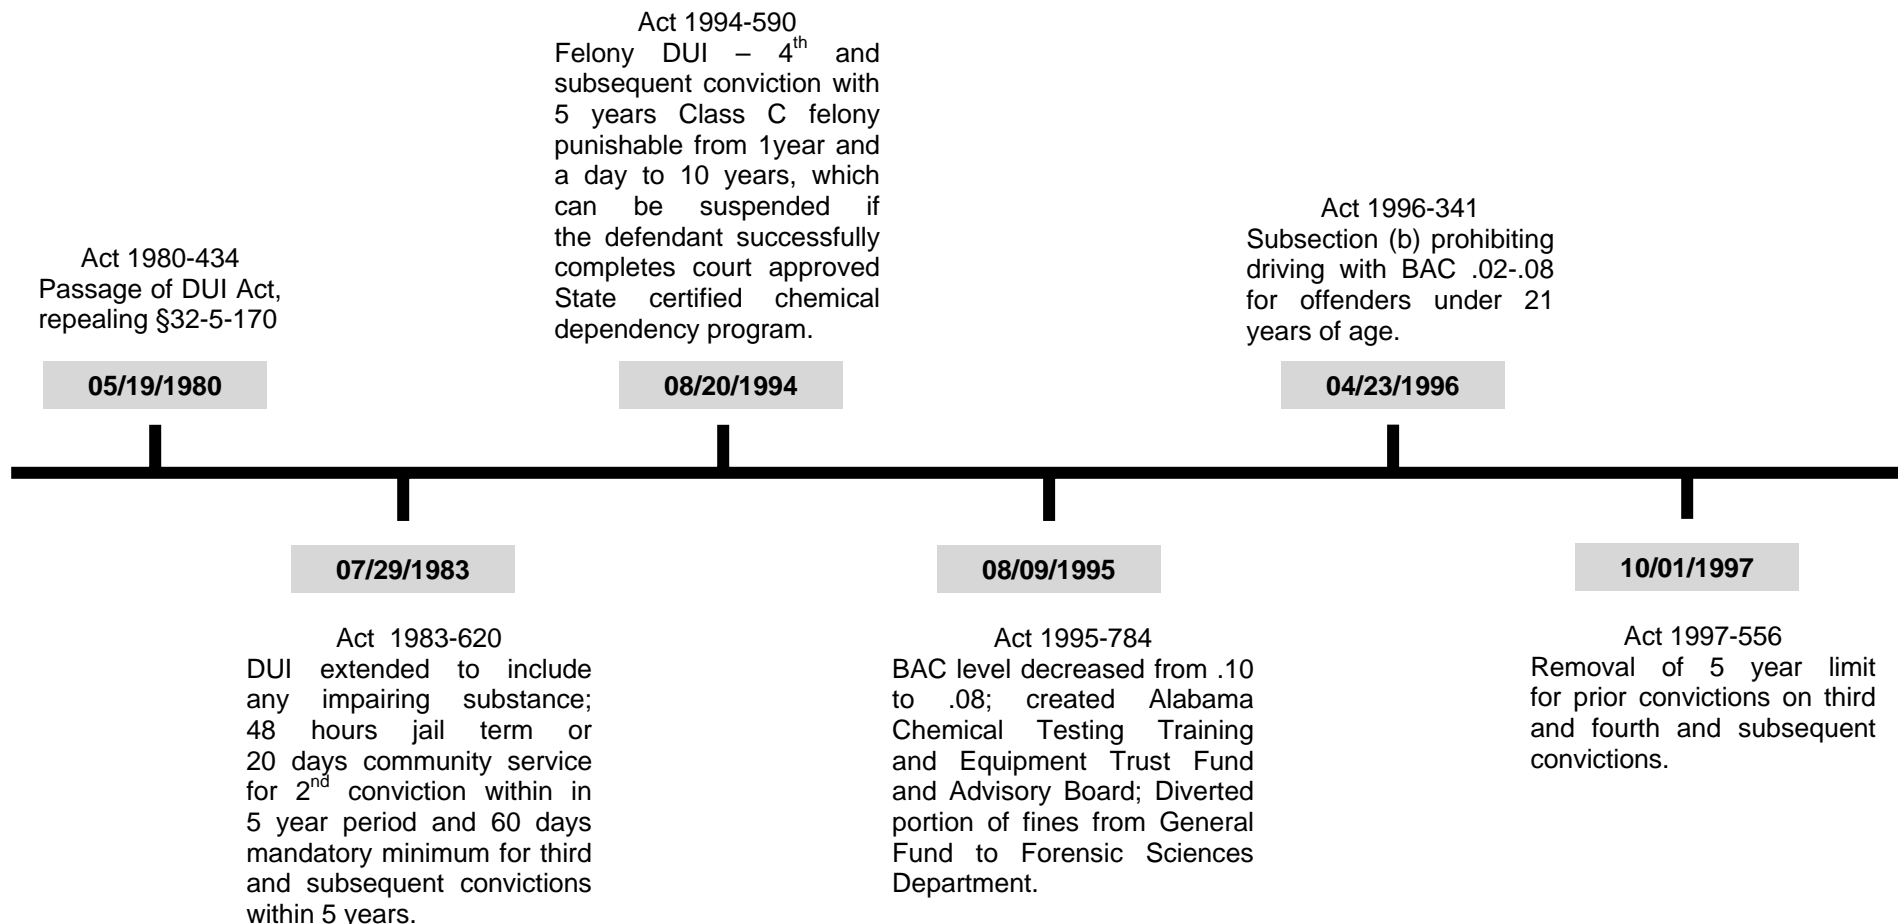 Act 1980-434
Passage of DUI Act,
repealing §32-5-170
05/19/1980
Act 1983-620
DUI extended to include
any impairing substance;
48 hours jail term or
20 days community service
for 2nd conviction within in
5 year period and 60 days
mandatory minimum for third
and subsequent convictions
within 5 years.
07/29/1983
Act 1994-590
Felony DUI – 4th and
subsequent conviction with
5 years Class C felony
punishable from 1year and
a day to 10 years, which
can be suspended if
the defendant successfully
completes court approved
State certified chemical
dependency program.
08/20/1994
08/09/1995
Act 1995-784
BAC level decreased from .10
to .08; created Alabama
Chemical Testing Training
and Equipment Trust Fund
and Advisory Board; Diverted
portion of fines from General
Fund to Forensic Sciences
Department.
Act 1996-341
Subsection (b) prohibiting
driving with BAC .02-.08
for offenders under 21
years of age.
04/23/1996
10/01/1997
Act 1997-556
Removal of 5 year limit
for prior convictions on third
and fourth and subsequent
convictions.